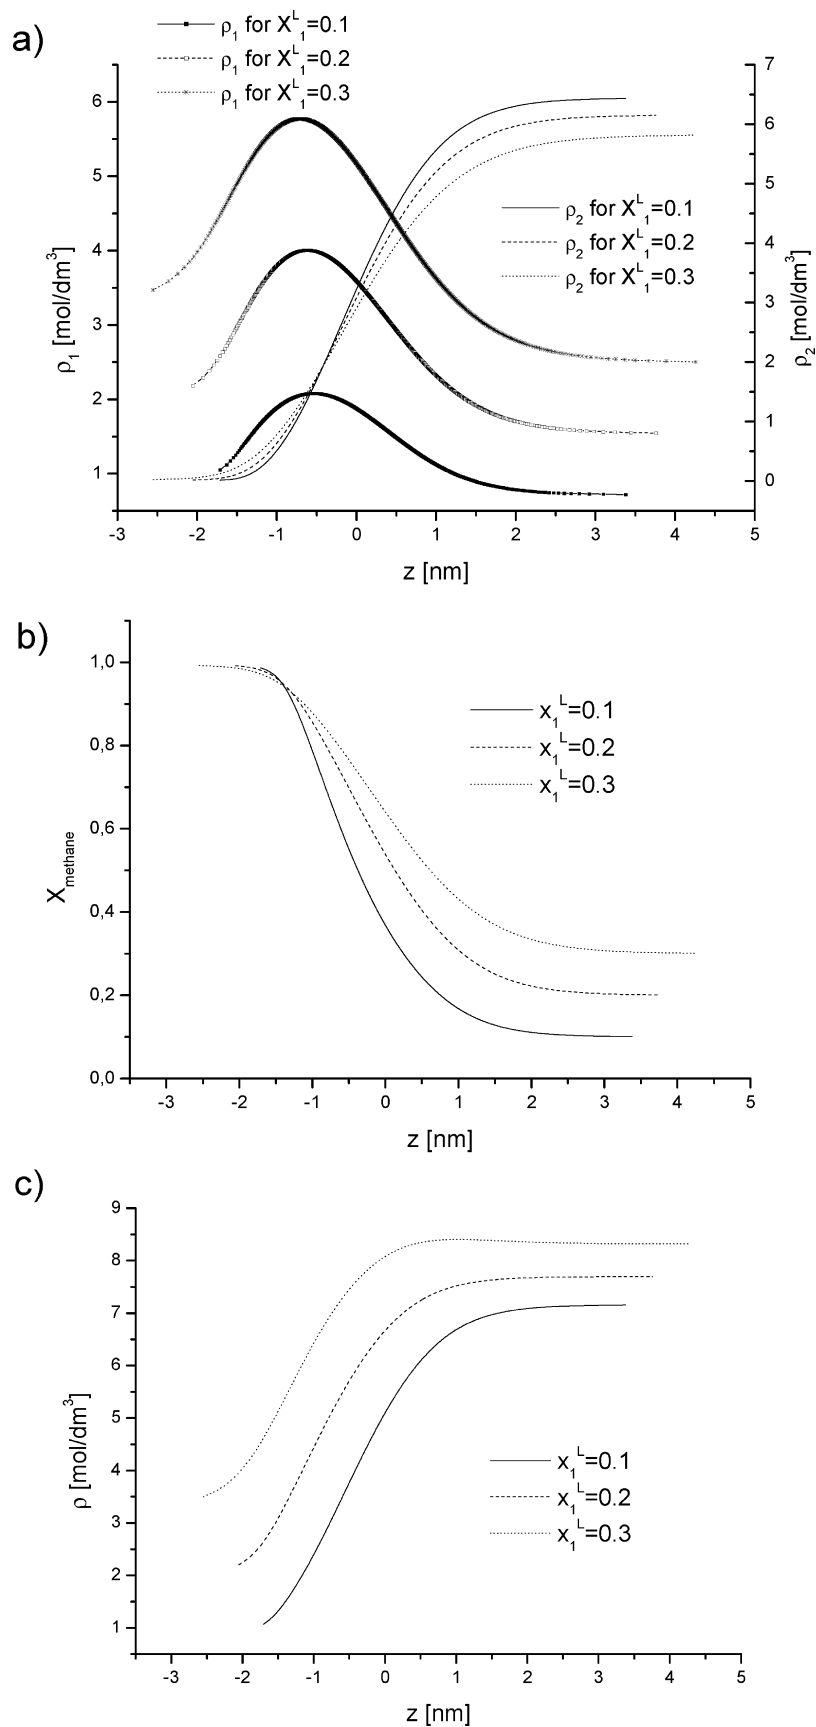 a)
ρ₁ for Xᴸ₁=0.1
ρ₁ for Xᴸ₁=0.2
ρ₁ for Xᴸ₁=0.3
6
5
4
3
2
1
ρ₁ [mol/dm³]
7
6
5
4
3
2
1
0
ρ₂ [mol/dm³]
ρ₂ for Xᴸ₁=0.1
ρ₂ for Xᴸ₁=0.2
ρ₂ for Xᴸ₁=0.3
-3 -2 -1 0 1 2 3 4 5
z [nm]
b)
1,0
0,8
0,6
0,4
0,2
0,0
Xmethane
x₁ᴸ=0.1
x₁ᴸ=0.2
x₁ᴸ=0.3
-3 -2 -1 0 1 2 3 4 5
z [nm]
c)
9
8
7
6
5
4
3
2
1
ρ [mol/dm³]
x₁ᴸ=0.1
x₁ᴸ=0.2
x₁ᴸ=0.3
-3 -2 -1 0 1 2 3 4 5
z [nm]